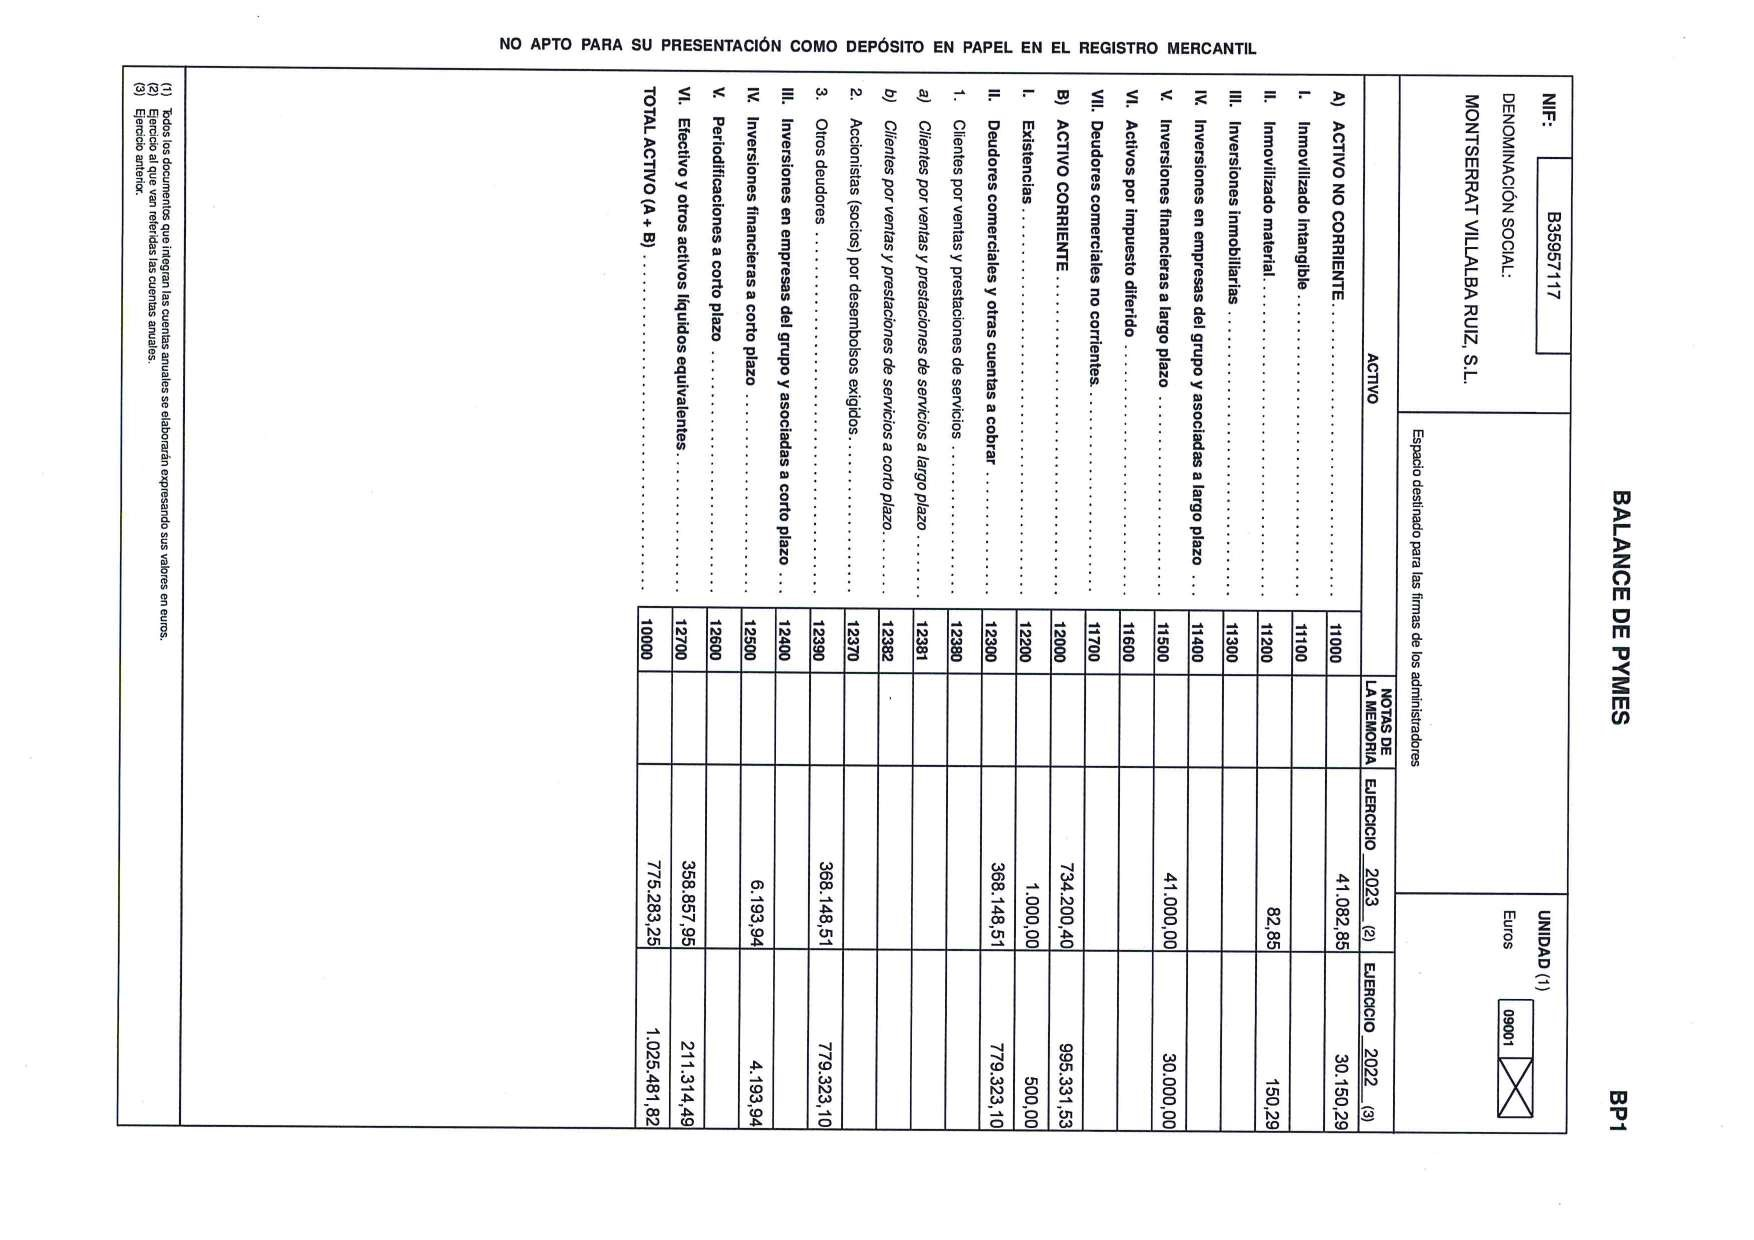 BALANCE DE PYMES BP1
NIF: B35957117
UNIDAD (1)
DENOMINACIÓN SOCIAL:
Euros 09001
MONTSERRAT VILLALBA RUIZ, S.L.
Espacio destinado para las firmas de los administradores
ACTIVO NOTAS DE LA MEMORIA EJERCICIO 2023 (2) EJERCICIO 2022 (3)
A) ACTIVO NO CORRIENTE 11000 41.082,85 30.150,29
I. Inmovilizado intangible 11100
II. Inmovilizado material 11200 82,85 150,29
III. Inversiones inmobiliarias 11300
IV. Inversiones en empresas del grupo y asociadas a largo plazo 11400
V. Inversiones financieras a largo plazo 11500 41.000,00 30.000,00
VI. Activos por impuesto diferido 11600
VII. Deudores comerciales no corrientes 11700
B) ACTIVO CORRIENTE 12000 734.200,40 995.331,53
I. Existencias 12200 1.000,00 500,00
II. Deudores comerciales y otras cuentas a cobrar 12300 368.148,51 779.323,10
1. Clientes por ventas y prestaciones de servicios 12380
a) Clientes por ventas y prestaciones de servicios a largo plazo 12381
b) Clientes por ventas y prestaciones de servicios a corto plazo 12382
2. Accionistas (socios) por desembolsos exigidos 12370
3. Otros deudores 12390 368.148,51 779.323,10
III. Inversiones en empresas del grupo y asociadas a corto plazo 12400
IV. Inversiones financieras a corto plazo 12500 6.193,94 4.193,94
V. Periodificaciones a corto plazo 12600
VI. Efectivo y otros activos líquidos equivalentes 12700 358.857,95 211.314,49
TOTAL ACTIVO (A + B) 10000 775.283,25 1.025.481,82
(1) Todos los documentos que integran las cuentas anuales se elaborarán expresando sus valores en euros.
(2) Ejercicio al que van referidas las cuentas anuales.
(3) Ejercicio anterior.
NO APTO PARA SU PRESENTACIÓN COMO DEPÓSITO EN PAPEL EN EL REGISTRO MERCANTIL